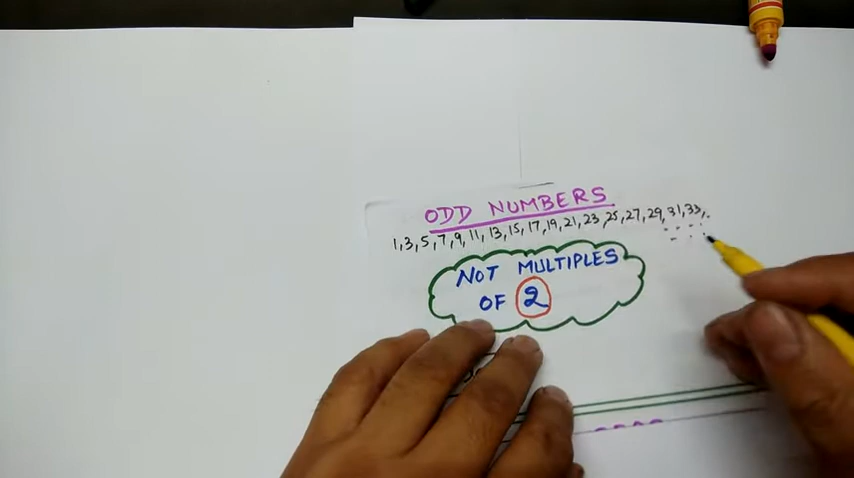 ODD NUMBERS
1,3,5,7,9,11,13,15,17,19,21,23,25,27,29,31,33,..
NOT MULTIPLES
OF 2